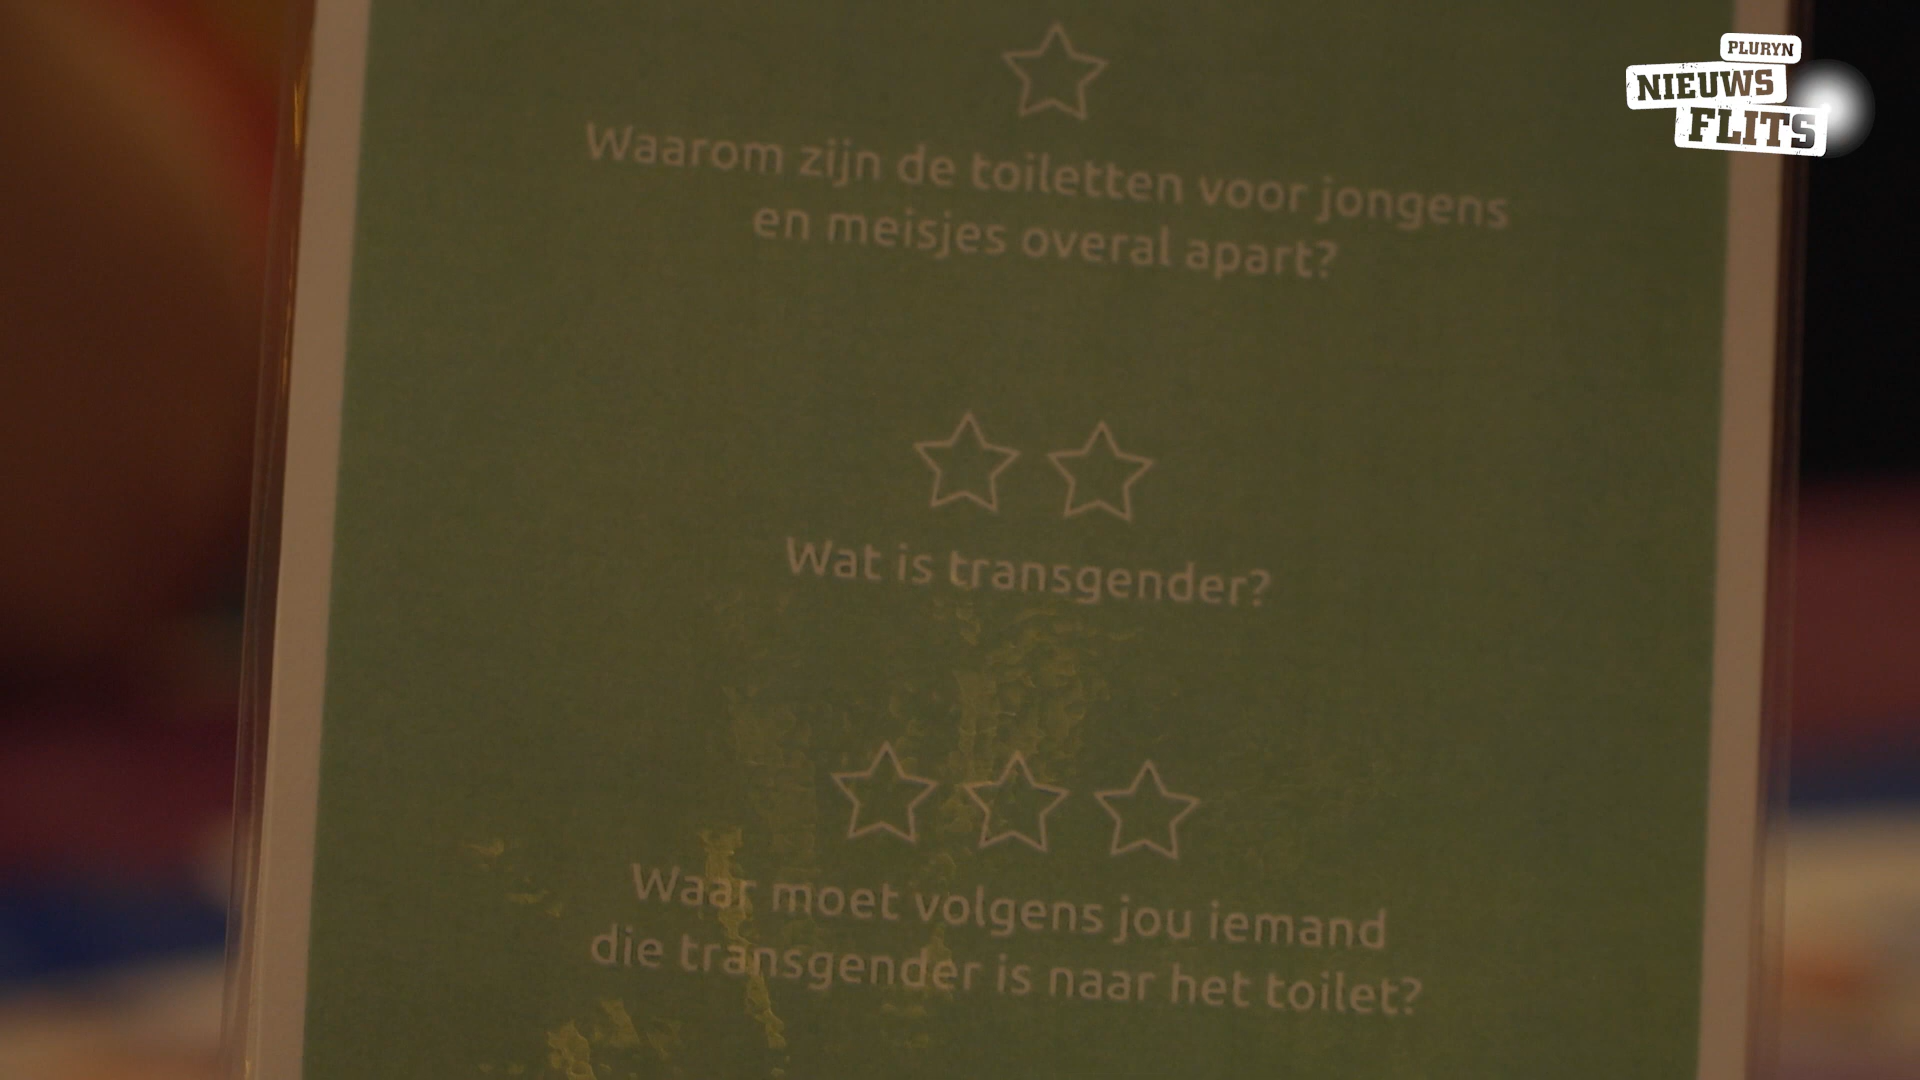 PLURYN
NIEUWS
FLITS
Waarom zijn de toiletten voor jongens
en meisjes overal apart?
Wat is transgender?
Waar moet volgens jou iemand
die transgender is naar het toilet?